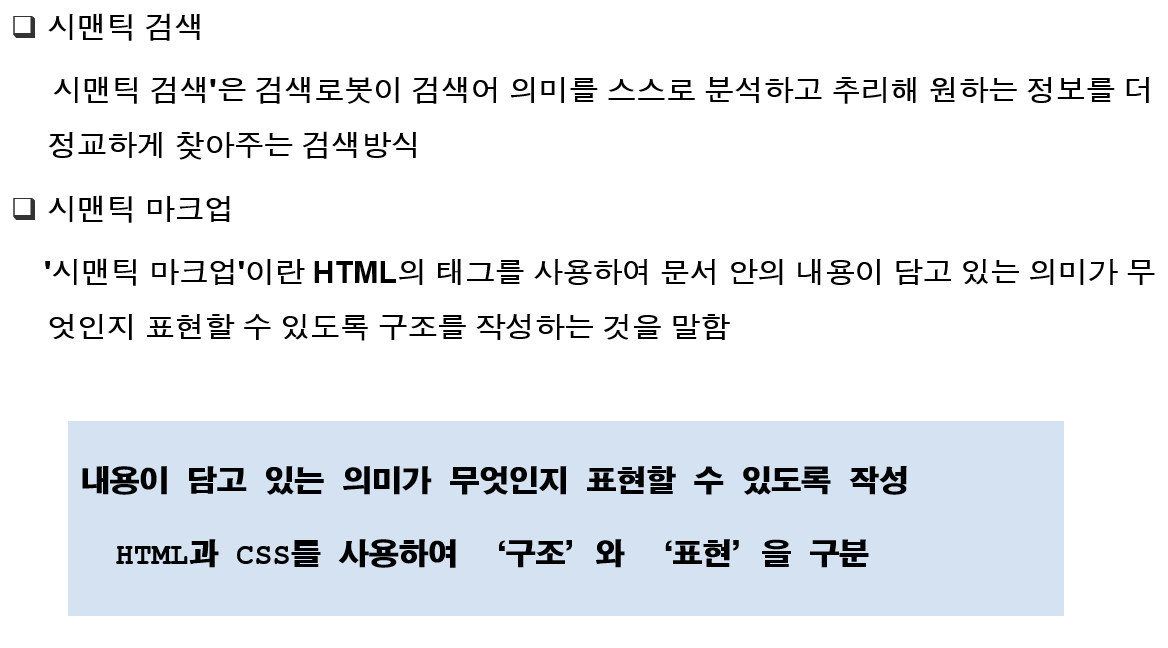 ❑ 시맨틱 검색
시맨틱 검색'은 검색로봇이 검색어 의미를 스스로 분석하고 추리해 원하는 정보를 더
정교하게 찾아주는 검색방식
❑ 시맨틱 마크업
'시맨틱 마크업'이란 HTML의 태그를 사용하여 문서 안의 내용이 담고 있는 의미가 무
엇인지 표현할 수 있도록 구조를 작성하는 것을 말함
내용이 담고 있는 의미가 무엇인지 표현할 수 있도록 작성
HTML과 CSS를 사용하여 ‘구조’ 와 ‘표현’ 을 구분